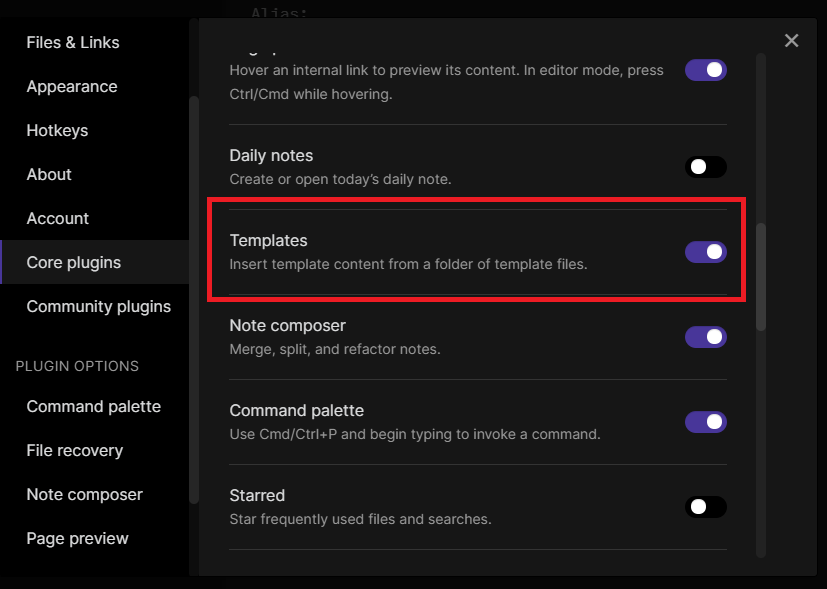 Alias:
Files & Links
Appearance
Hotkeys
About
Account
Core plugins
Community plugins
PLUGIN OPTIONS
Command palette
File recovery
Note composer
Page preview
Hover an internal link to preview its content. In editor mode, press
Ctrl/Cmd while hovering.
Daily notes
Create or open today’s daily note.
Templates
Insert template content from a folder of template files.
Note composer
Merge, split, and refactor notes.
Command palette
Use Cmd/Ctrl+P and begin typing to invoke a command.
Starred
Star frequently used files and searches.